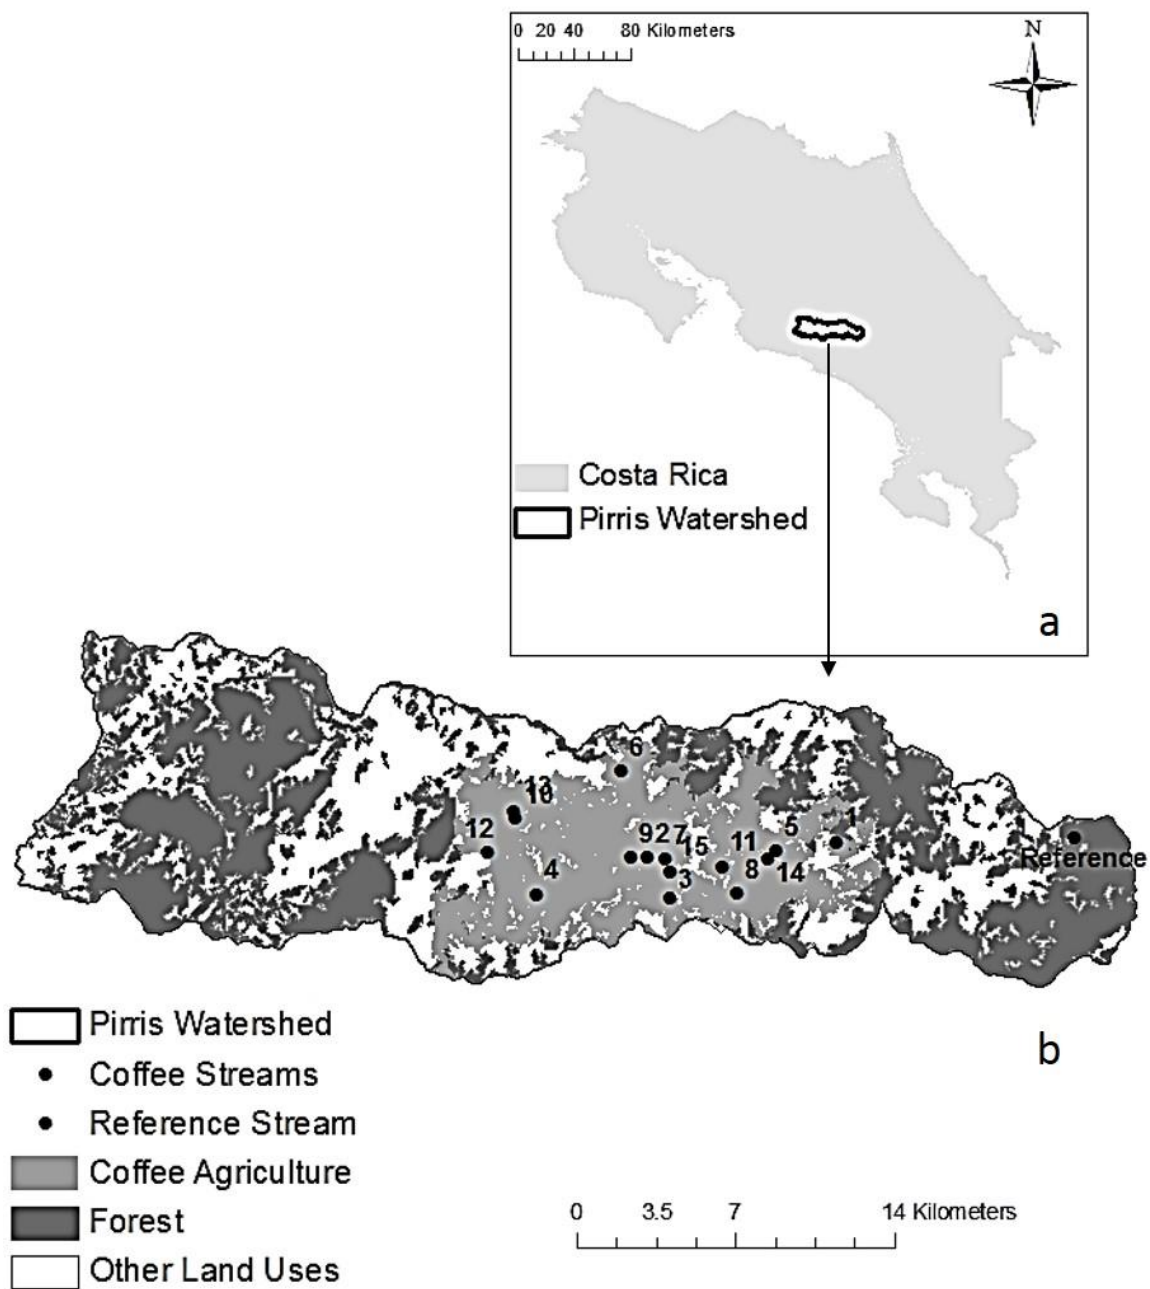 0 20 40 80 Kilometers
N
Costa Rica
Pirris Watershed
a
6
13
10
12
9 2 7
15
11
5
1
4
3
8
14
Reference
Pirris Watershed
b
Coffee Streams
Reference Stream
Coffee Agriculture
Forest
Other Land Uses
0 3.5 7 14 Kilometers